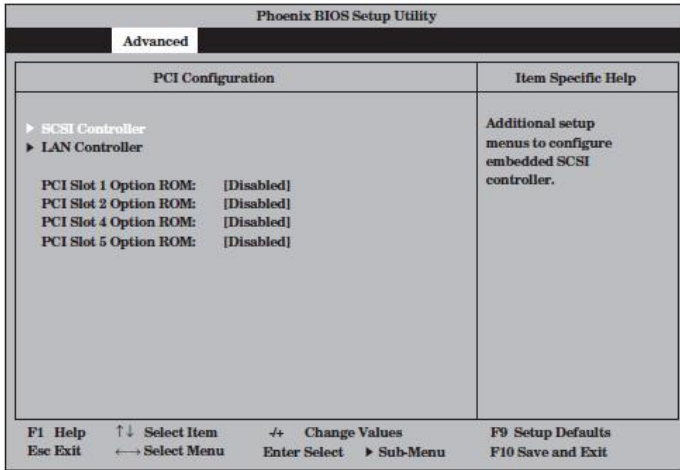 Phoenix BIOS Setup Utility
Advanced
PCI Configuration
Item Specific Help
▶ SCSI Controller
▶ LAN Controller
PCI Slot 1 Option ROM: [Disabled]
PCI Slot 2 Option ROM: [Disabled]
PCI Slot 4 Option ROM: [Disabled]
PCI Slot 5 Option ROM: [Disabled]
Additional setup
menus to configure
embedded SCSI
controller.
F1 Help ↑↓ Select Item -/+ Change Values F9 Setup Defaults
Esc Exit ←→ Select Menu Enter Select ▶ Sub-Menu F10 Save and Exit